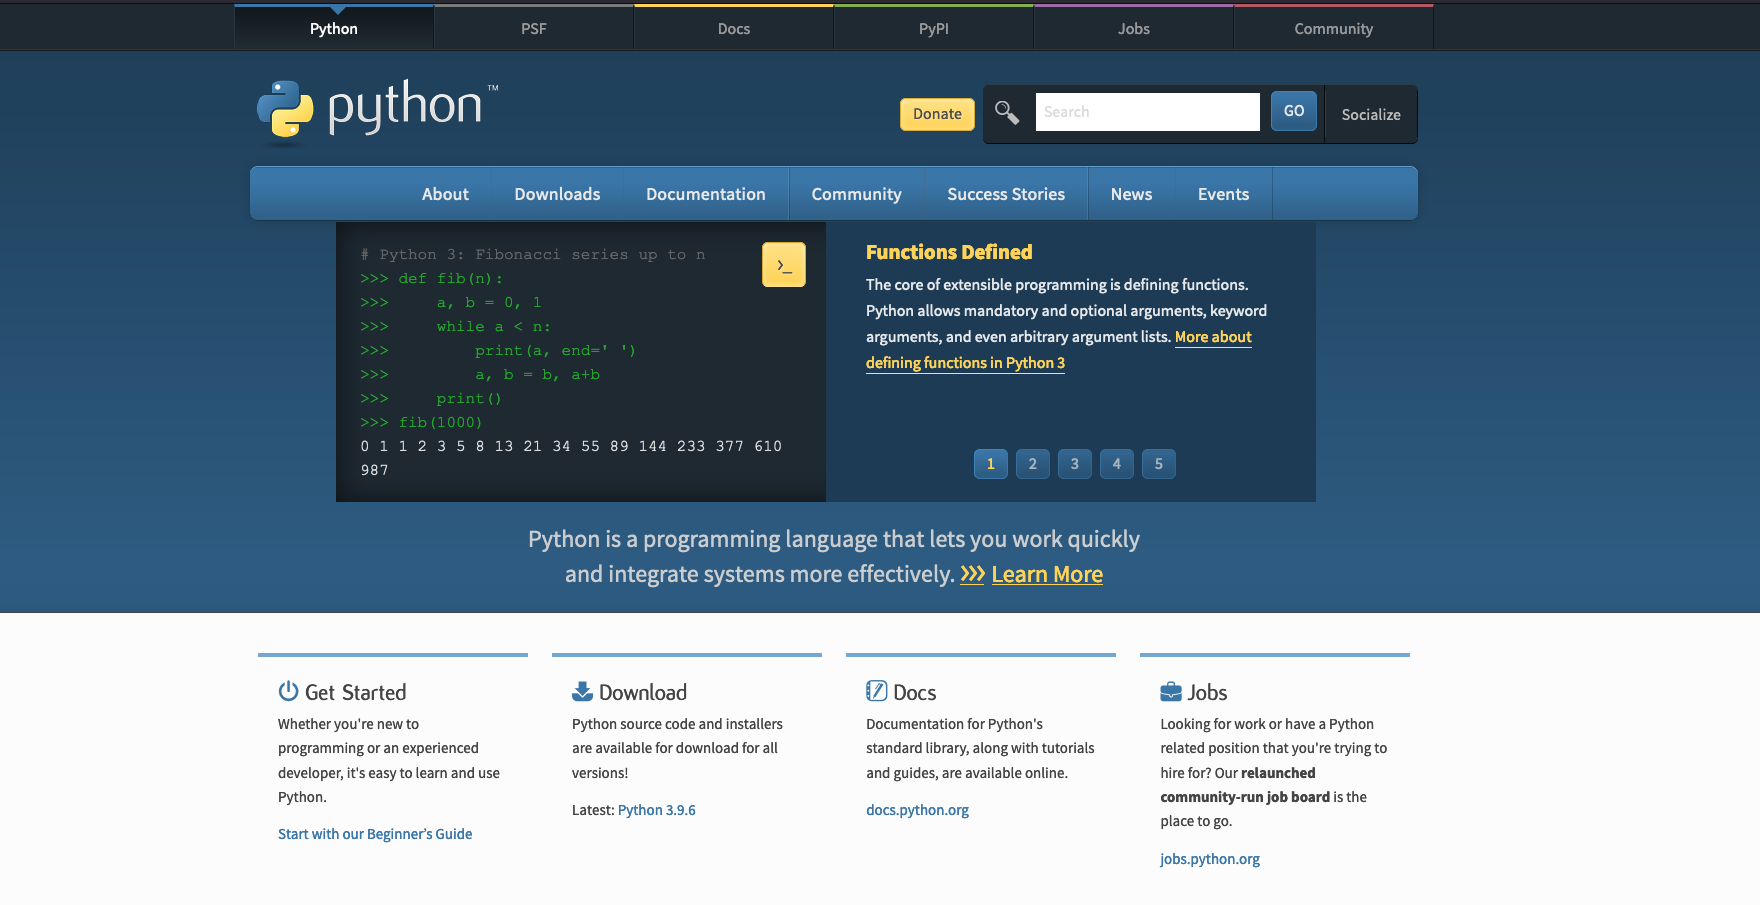 Python
PSF
Docs
PyPI
Jobs
Community
python™
Donate
Search
GO
Socialize
About
Downloads
Documentation
Community
Success Stories
News
Events
# Python 3: Fibonacci series up to n
>>> def fib(n):
>>>     a, b = 0, 1
>>>     while a < n:
>>>         print(a, end=' ')
>>>         a, b = b, a+b
>>>     print()
>>> fib(1000)
0 1 1 2 3 5 8 13 21 34 55 89 144 233 377 610
987
>_
Functions Defined
The core of extensible programming is defining functions.
Python allows mandatory and optional arguments, keyword
arguments, and even arbitrary argument lists. More about
defining functions in Python 3
1
2
3
4
5
Python is a programming language that lets you work quickly
and integrate systems more effectively. >>> Learn More
Get Started
Whether you're new to
programming or an experienced
developer, it's easy to learn and use
Python.
Start with our Beginner’s Guide
Download
Python source code and installers
are available for download for all
versions!
Latest: Python 3.9.6
Docs
Documentation for Python's
standard library, along with tutorials
and guides, are available online.
docs.python.org
Jobs
Looking for work or have a Python
related position that you're trying to
hire for? Our relaunched
community-run job board is the
place to go.
jobs.python.org